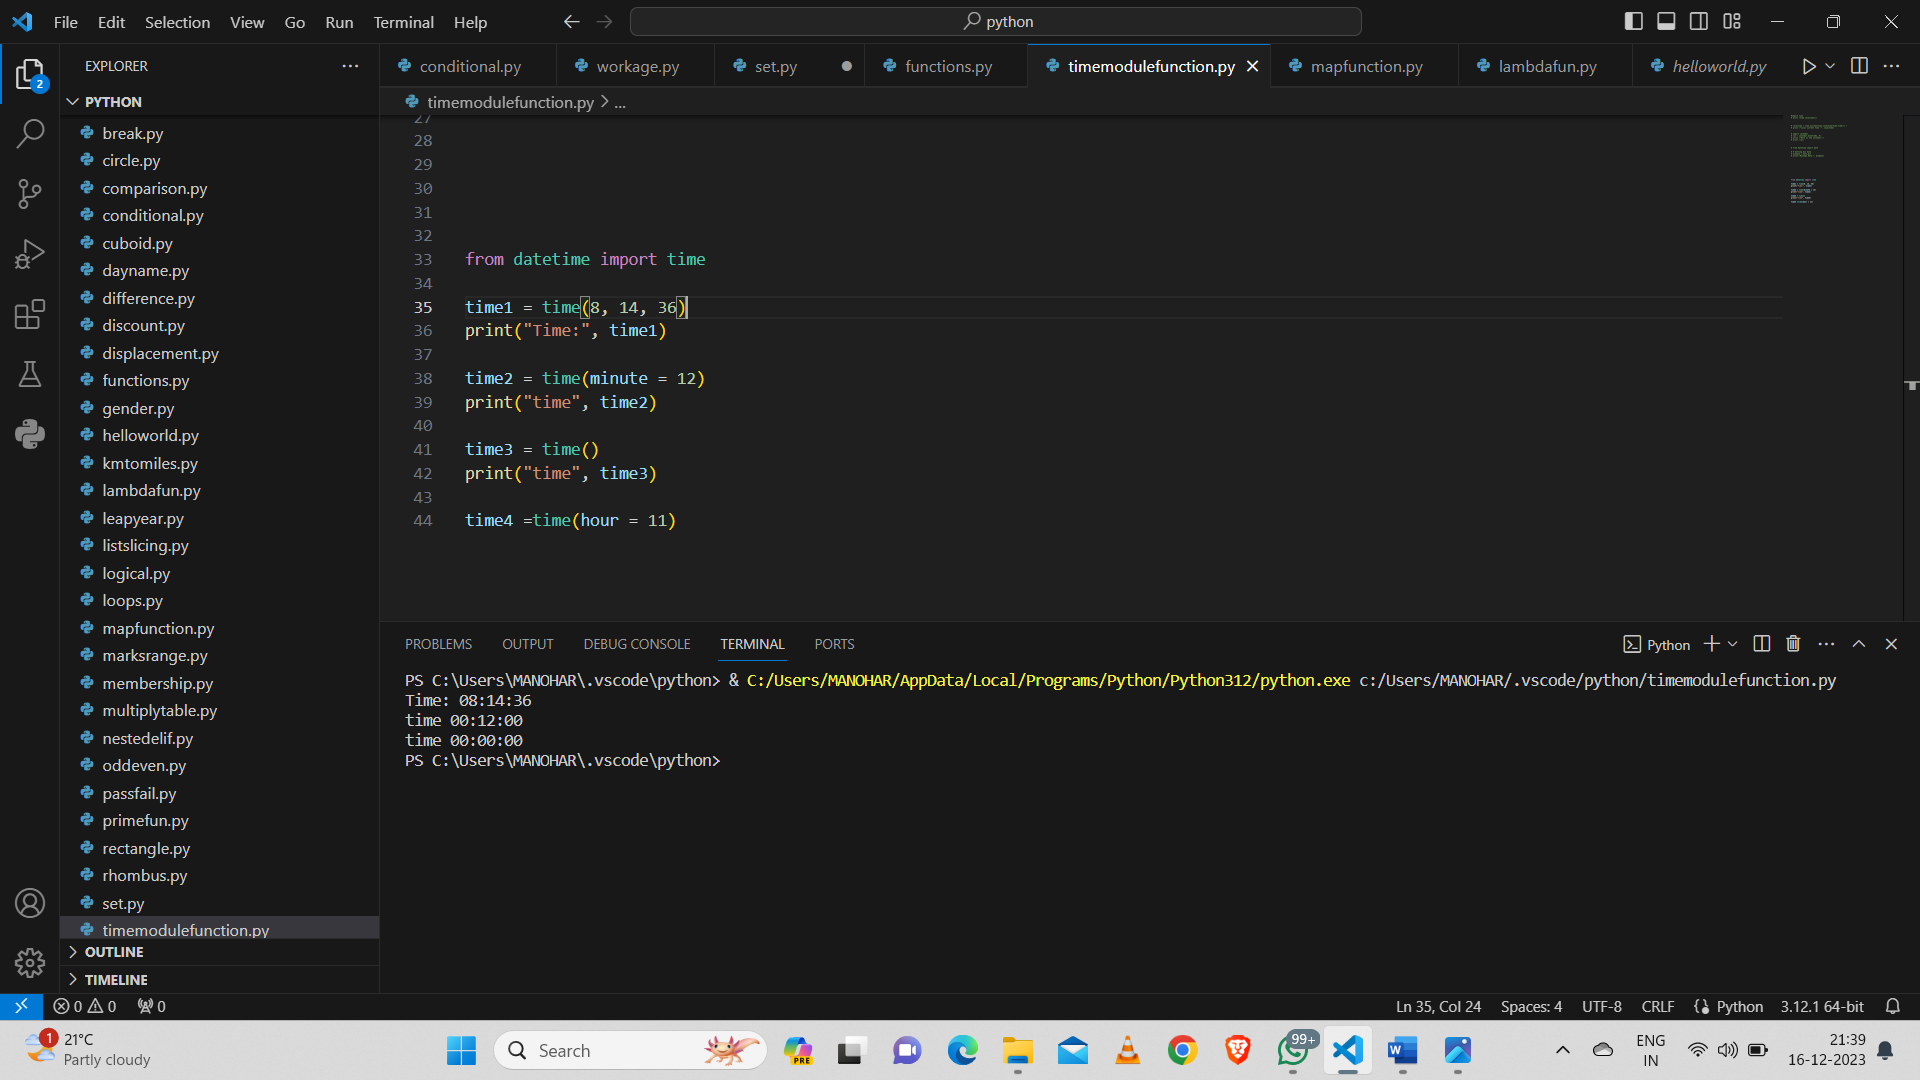 File Edit Selection View Go Run Terminal Help
python
EXPLORER
conditional.py workage.py set.py functions.py timemodulefunction.py mapfunction.py lambdafun.py helloworld.py
2
PYTHON
timemodulefunction.py > ...
break.py
circle.py
comparison.py
conditional.py
cuboid.py
dayname.py
difference.py
discount.py
displacement.py
functions.py
gender.py
helloworld.py
kmtomiles.py
lambdafun.py
leapyear.py
listslicing.py
logical.py
loops.py
mapfunction.py
marksrange.py
membership.py
multiplytable.py
nestedelif.py
oddeven.py
passfail.py
primefun.py
rectangle.py
rhombus.py
set.py
timemodulefunction.py
OUTLINE
TIMELINE
27
28
29
30
31
32
33 from datetime import time
34
35 time1 = time(8, 14, 36)
36 print("Time:", time1)
37
38 time2 = time(minute = 12)
39 print("time", time2)
40
41 time3 = time()
42 print("time", time3)
43
44 time4 =time(hour = 11)
PROBLEMS OUTPUT DEBUG CONSOLE TERMINAL PORTS
Python
PS C:\Users\MANOHAR\.vscode\python> & C:/Users/MANOHAR/AppData/Local/Programs/Python/Python312/python.exe c:/Users/MANOHAR/.vscode/python/timemodulefunction.py
Time: 08:14:36
time 00:12:00
time 00:00:00
PS C:\Users\MANOHAR\.vscode\python>
0 0 0
Ln 35, Col 24 Spaces: 4 UTF-8 CRLF Python 3.12.1 64-bit
1
21°C
Partly cloudy
Search
PRE
99+
ENG
IN
21:39
16-12-2023